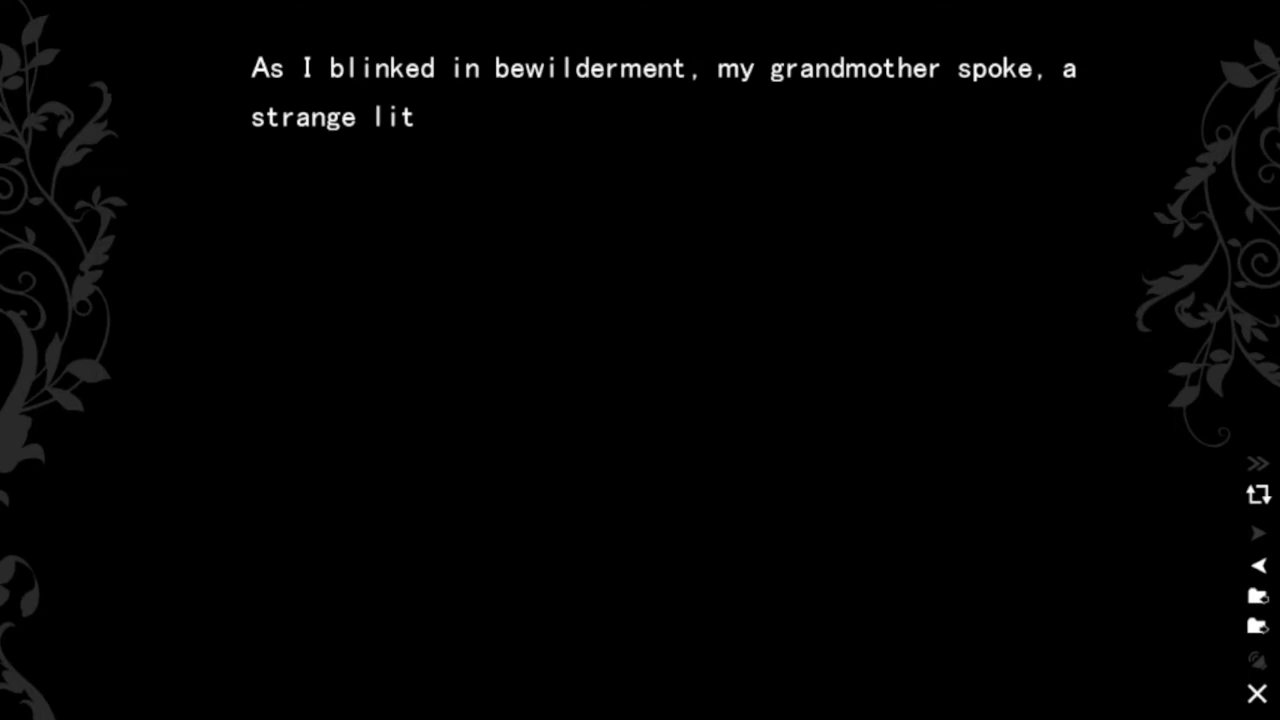 As I blinked in bewilderment, my grandmother spoke, a
strange lit